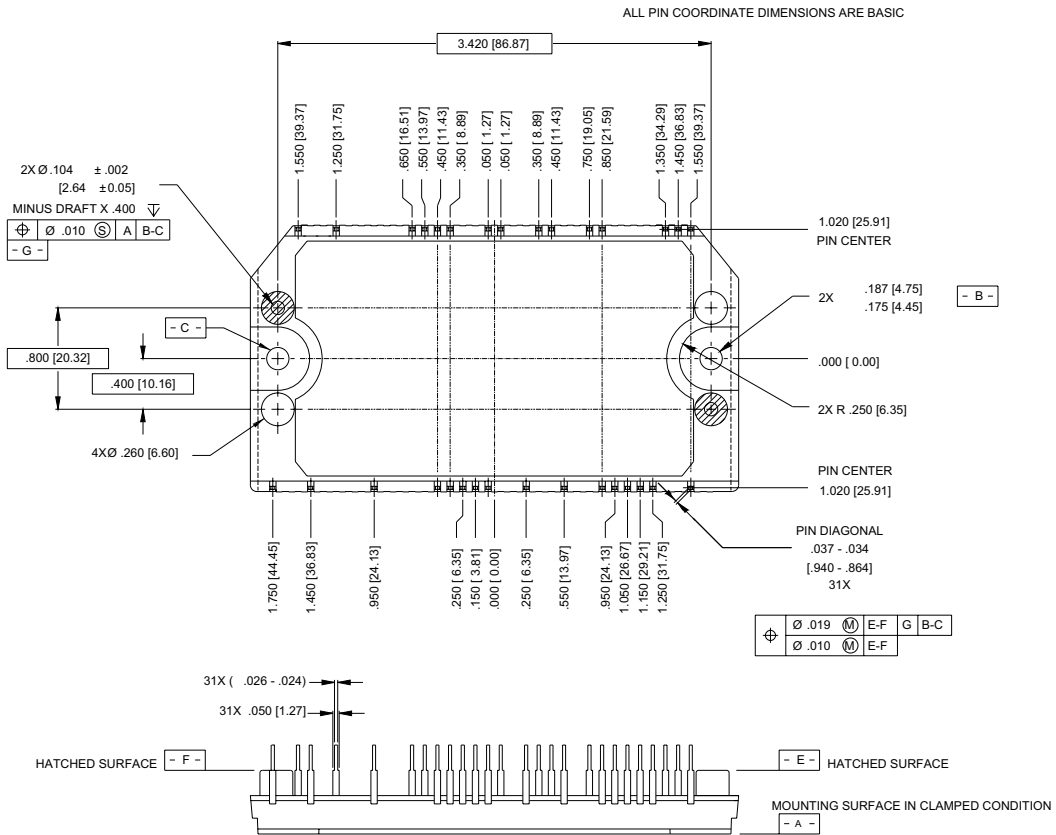 ALL PIN COORDINATE DIMENSIONS ARE BASIC
3.420 [86.87]
1.550 [39.37]
1.250 [31.75]
.650 [16.51]
.550 [13.97]
.450 [11.43]
.350 [ 8.89]
.050 [ 1.27]
.050 [ 1.27]
.350 [ 8.89]
.450 [11.43]
.750 [19.05]
.850 [21.59]
1.350 [34.29]
1.450 [36.83]
1.550 [39.37]
2X Ø .104 ± .002
[2.64 ±0.05]
MINUS DRAFT X .400
Ø .010 Ⓢ A B-C
- G -
1.020 [25.91]
PIN CENTER
2X .187 [4.75]
.175 [4.45]
- B -
- C -
.800 [20.32]
.400 [10.16]
.000 [ 0.00]
2X R .250 [6.35]
4XØ .260 [6.60]
PIN CENTER
1.020 [25.91]
1.750 [44.45]
1.450 [36.83]
.950 [24.13]
.250 [ 6.35]
.150 [ 3.81]
.000 [ 0.00]
.250 [ 6.35]
.550 [13.97]
.950 [24.13]
1.050 [26.67]
1.150 [29.21]
1.250 [31.75]
PIN DIAGONAL
.037 - .034
[.940 - .864]
31X
Ø .019 Ⓜ E-F G B-C
Ø .010 Ⓜ E-F
31X ( .026 - .024)
31X .050 [1.27]
HATCHED SURFACE - F -
- E - HATCHED SURFACE
MOUNTING SURFACE IN CLAMPED CONDITION
- A -